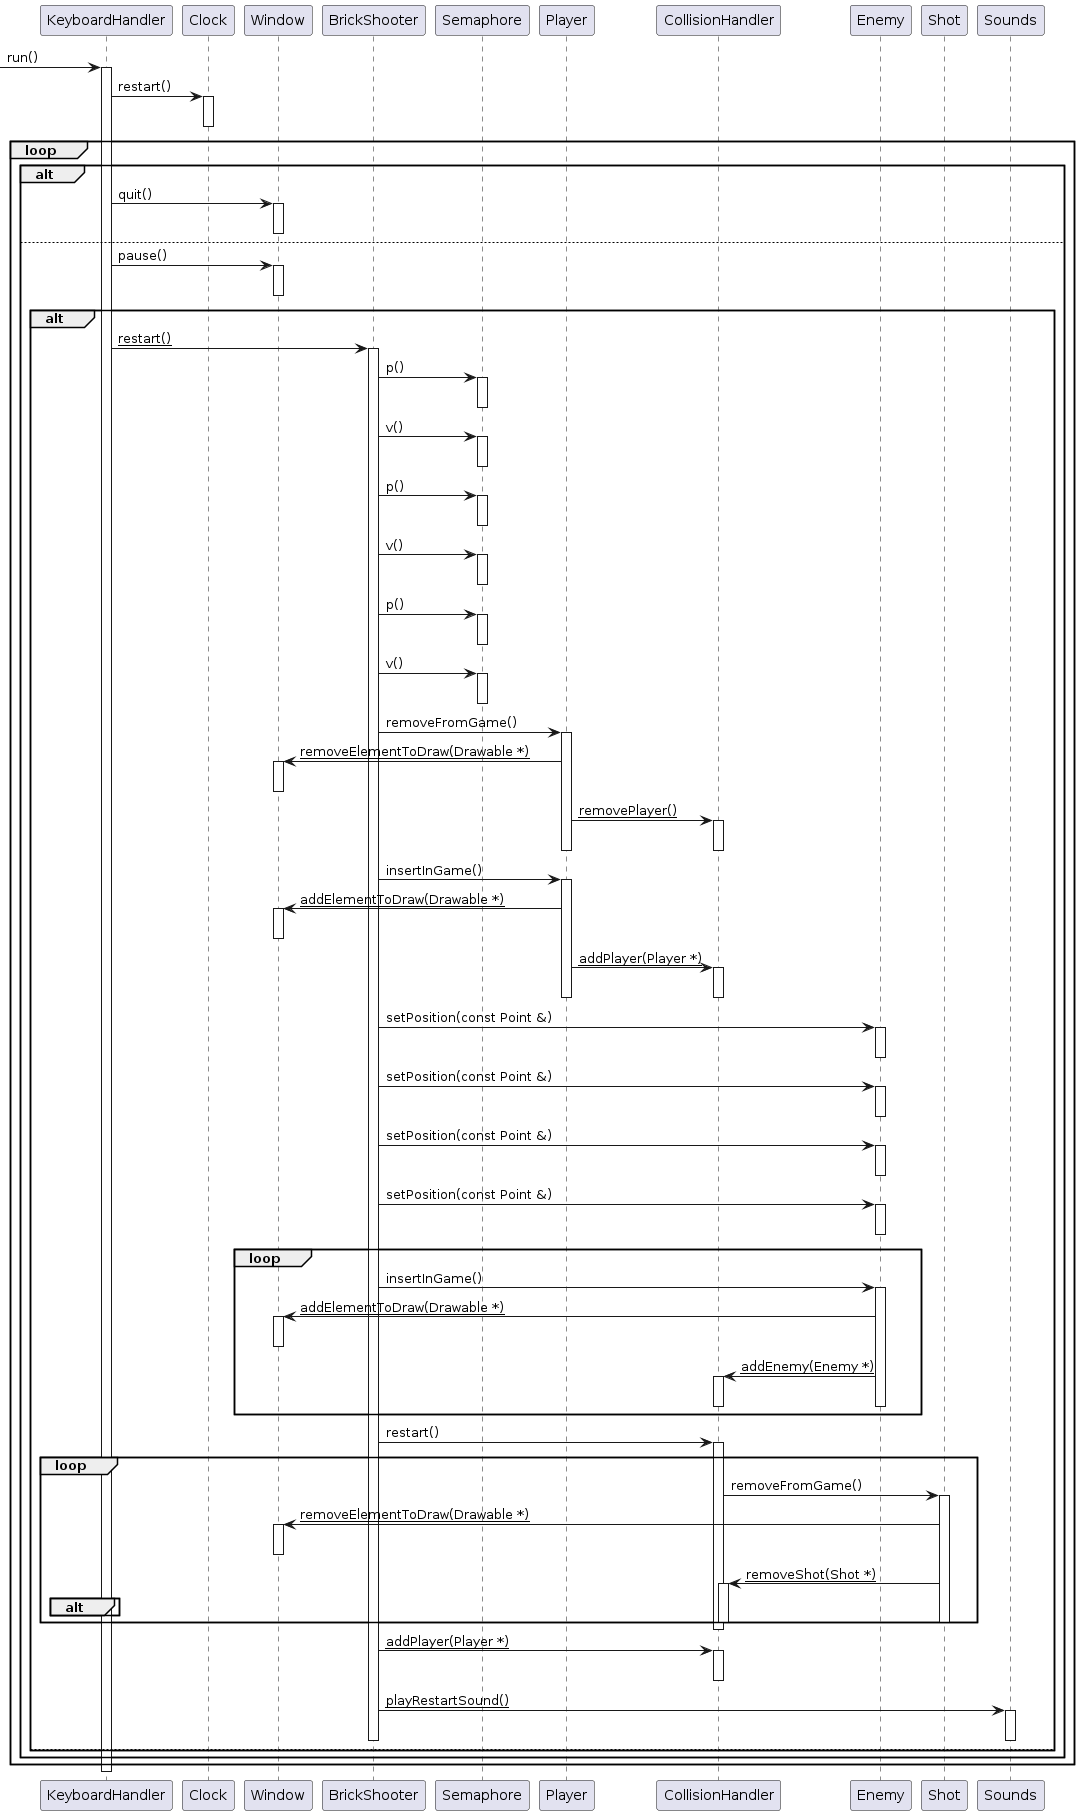 KeyboardHandler Clock Window BrickShooter Semaphore Player CollisionHandler Enemy Shot Sounds
run()
restart()
loop
alt
quit()
pause()
alt
restart()
p()
v()
p()
v()
p()
v()
removeFromGame()
removeElementToDraw(Drawable *)
removePlayer()
insertInGame()
addElementToDraw(Drawable *)
addPlayer(Player *)
setPosition(const Point &)
setPosition(const Point &)
setPosition(const Point &)
setPosition(const Point &)
loop
insertInGame()
addElementToDraw(Drawable *)
addEnemy(Enemy *)
restart()
loop
removeFromGame()
removeElementToDraw(Drawable *)
removeShot(Shot *)
alt
addPlayer(Player *)
playRestartSound()
KeyboardHandler Clock Window BrickShooter Semaphore Player CollisionHandler Enemy Shot Sounds